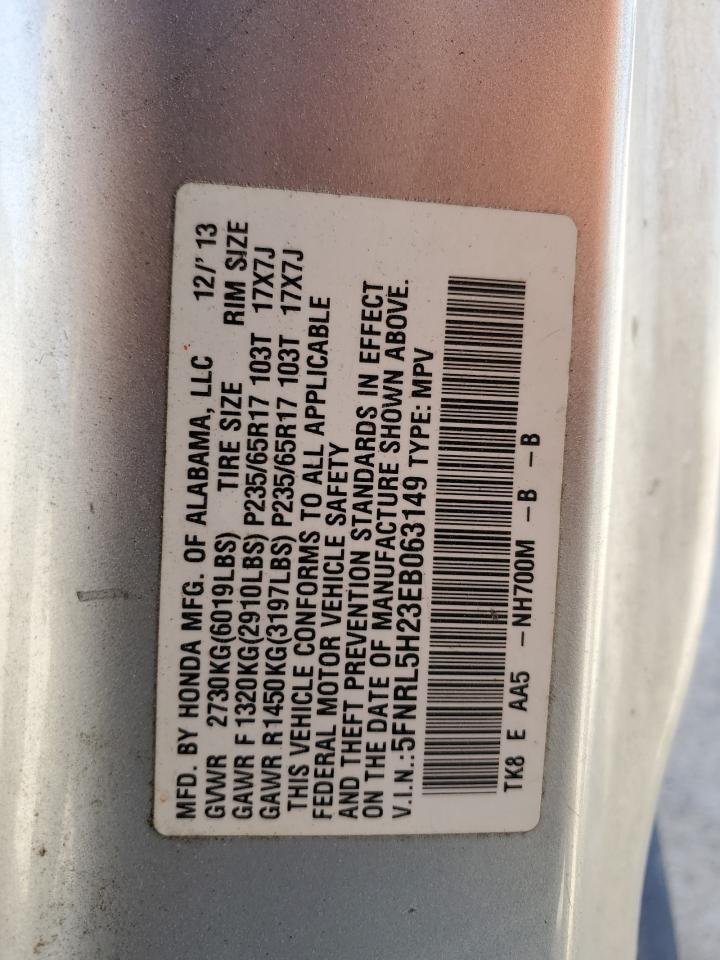 MFD. BY HONDA MFG. OF ALABAMA, LLC 12/'13
GVWR 2730KG(6019LBS) TIRE SIZE RIM SIZE
GAWR F 1320KG(2910LBS) P235/65R17 103T 17X7J
GAWR R1450KG(3197LBS) P235/65R17 103T 17X7J
THIS VEHICLE CONFORMS TO ALL APPLICABLE
FEDERAL MOTOR VEHICLE SAFETY
AND THEFT PREVENTION STANDARDS IN EFFECT
ON THE DATE OF MANUFACTURE SHOWN ABOVE.
V.I.N.:5FNRL5H23EB063149 TYPE: MPV
TK8 E AA5 -NH700M -B -B